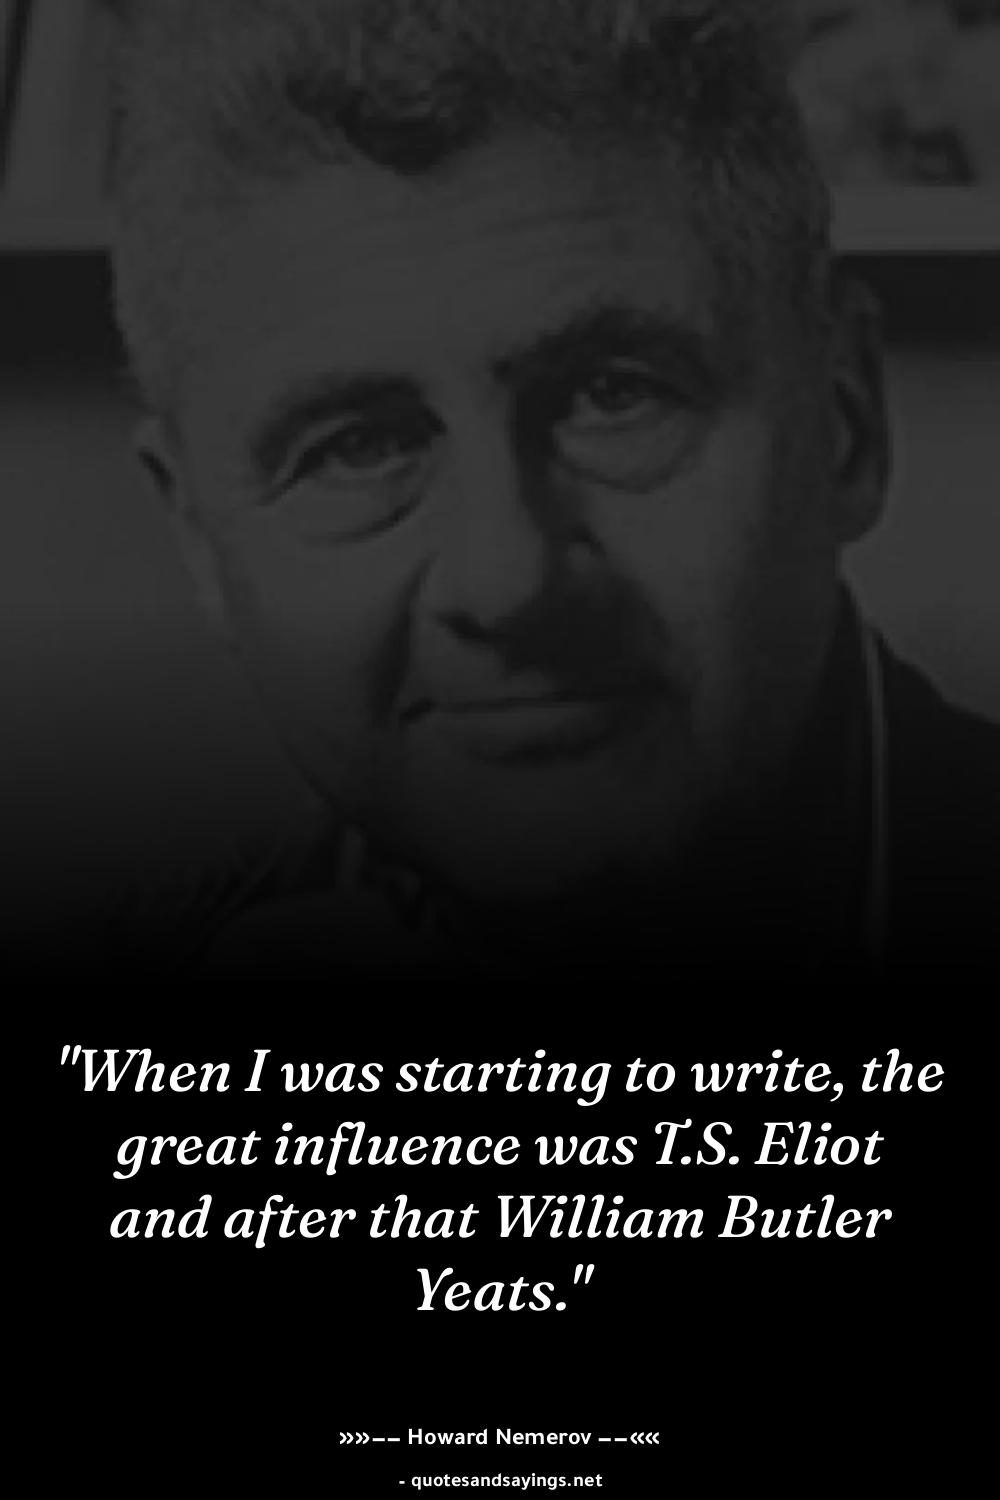 "When I was starting to write, the
great influence was T.S. Eliot
and after that William Butler
Yeats."
»»−− Howard Nemerov −−««
- quotesandsayings.net